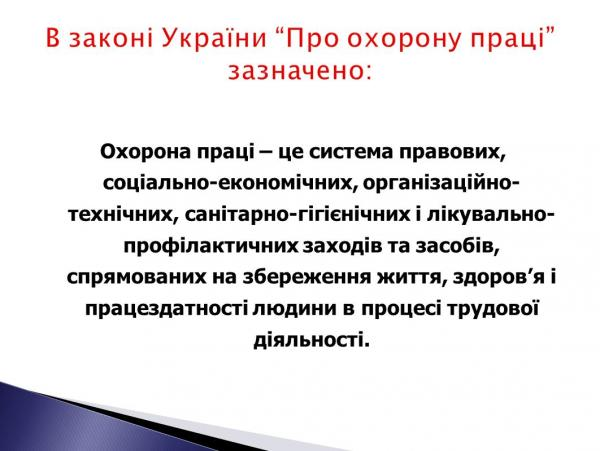 В законі України “Про охорону праці”
зазначено:
Охорона праці – це система правових,
соціально-економічних, організаційно-
технічних, санітарно-гігієнічних і лікувально-
профілактичних заходів та засобів,
спрямованих на збереження життя, здоров’я і
працездатності людини в процесі трудової
діяльності.